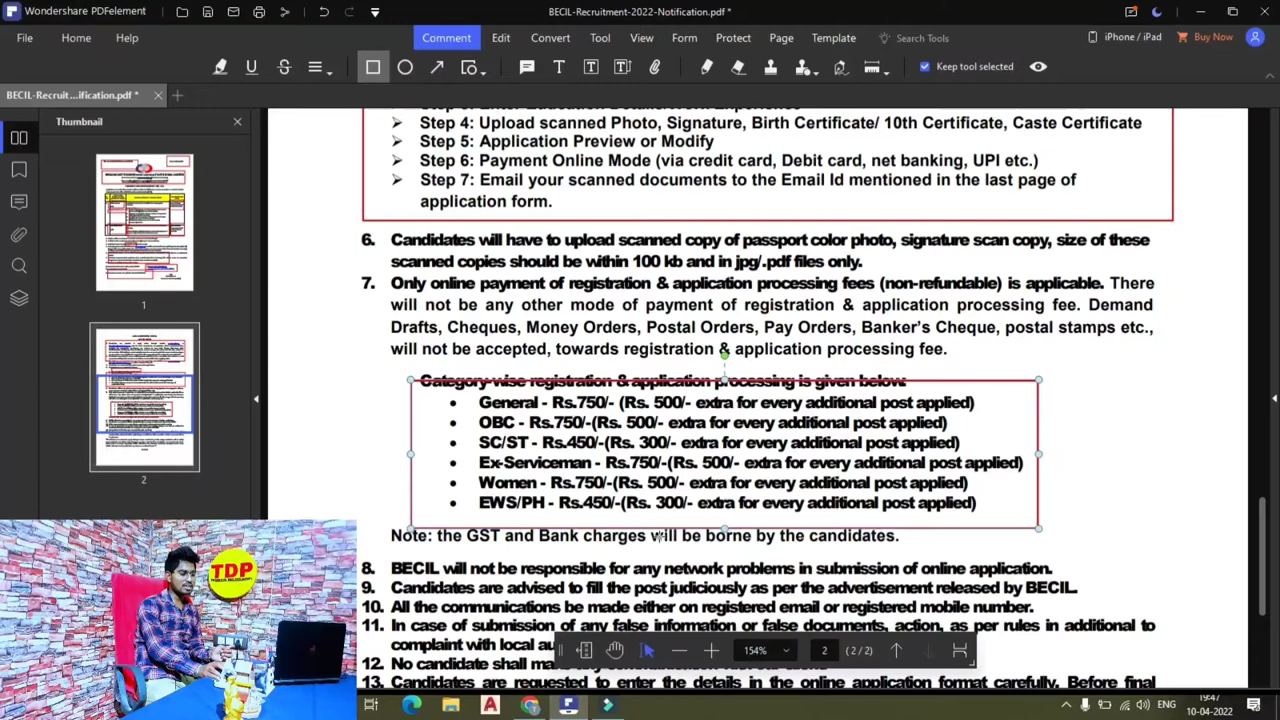 Wondershare PDFelement
BECIL-Recruitment-2022-Notification.pdf *
File Home Help Comment Edit Convert Tool View Form Protect Page Template Search Tools iPhone / iPad Buy Now
Keep tool selected
BECIL-Recruit...ification.pdf *
Thumbnail
1
2
Step 4: Upload scanned Photo, Signature, Birth Certificate/ 10th Certificate, Caste Certificate
Step 5: Application Preview or Modify
Step 6: Payment Online Mode (via credit card, Debit card, net banking, UPI etc.)
Step 7: Email your scanned documents to the Email Id mentioned in the last page of
application form.
6. Candidates will have to upload scanned copy of passport color photo, signature scan copy, size of these
scanned copies should be within 100 kb and in jpg/.pdf files only.
7. Only online payment of registration & application processing fees (non-refundable) is applicable. There
will not be any other mode of payment of registration & application processing fee. Demand
Drafts, Cheques, Money Orders, Postal Orders, Pay Orders, Banker's Cheque, postal stamps etc.,
will not be accepted, towards registration & application processing fee.
Category-wise registration & application processing is given below:
• General - Rs.750/- (Rs. 500/- extra for every additional post applied)
• OBC - Rs.750/-(Rs. 500/- extra for every additional post applied)
• SC/ST - Rs.450/-(Rs. 300/- extra for every additional post applied)
• Ex-Serviceman - Rs.750/-(Rs. 500/- extra for every additional post applied)
• Women - Rs.750/-(Rs. 500/- extra for every additional post applied)
• EWS/PH - Rs.450/-(Rs. 300/- extra for every additional post applied)
Note: the GST and Bank charges will be borne by the candidates.
8. BECIL will not be responsible for any network problems in submission of online application.
9. Candidates are advised to fill the post judiciously as per the advertisement released by BECIL.
10. All the communications be made either on registered email or registered mobile number.
11. In case of submission of any false information or false documents, action, as per rules in additional to
complaint with local
12. No candidate shall
13. Candidates are requested to enter the details in the online application format carefully. Before final
154% 2 (2 / 2)
TDP
ENG
19:47
10-04-2022